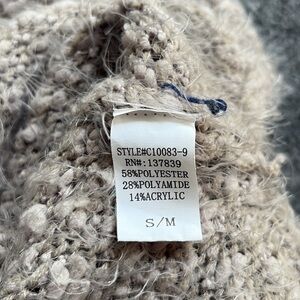 STYLE#C10083-9
RN#:137839
58%POLYESTER
28%POLYAMIDE
14%ACRYLIC
S/M